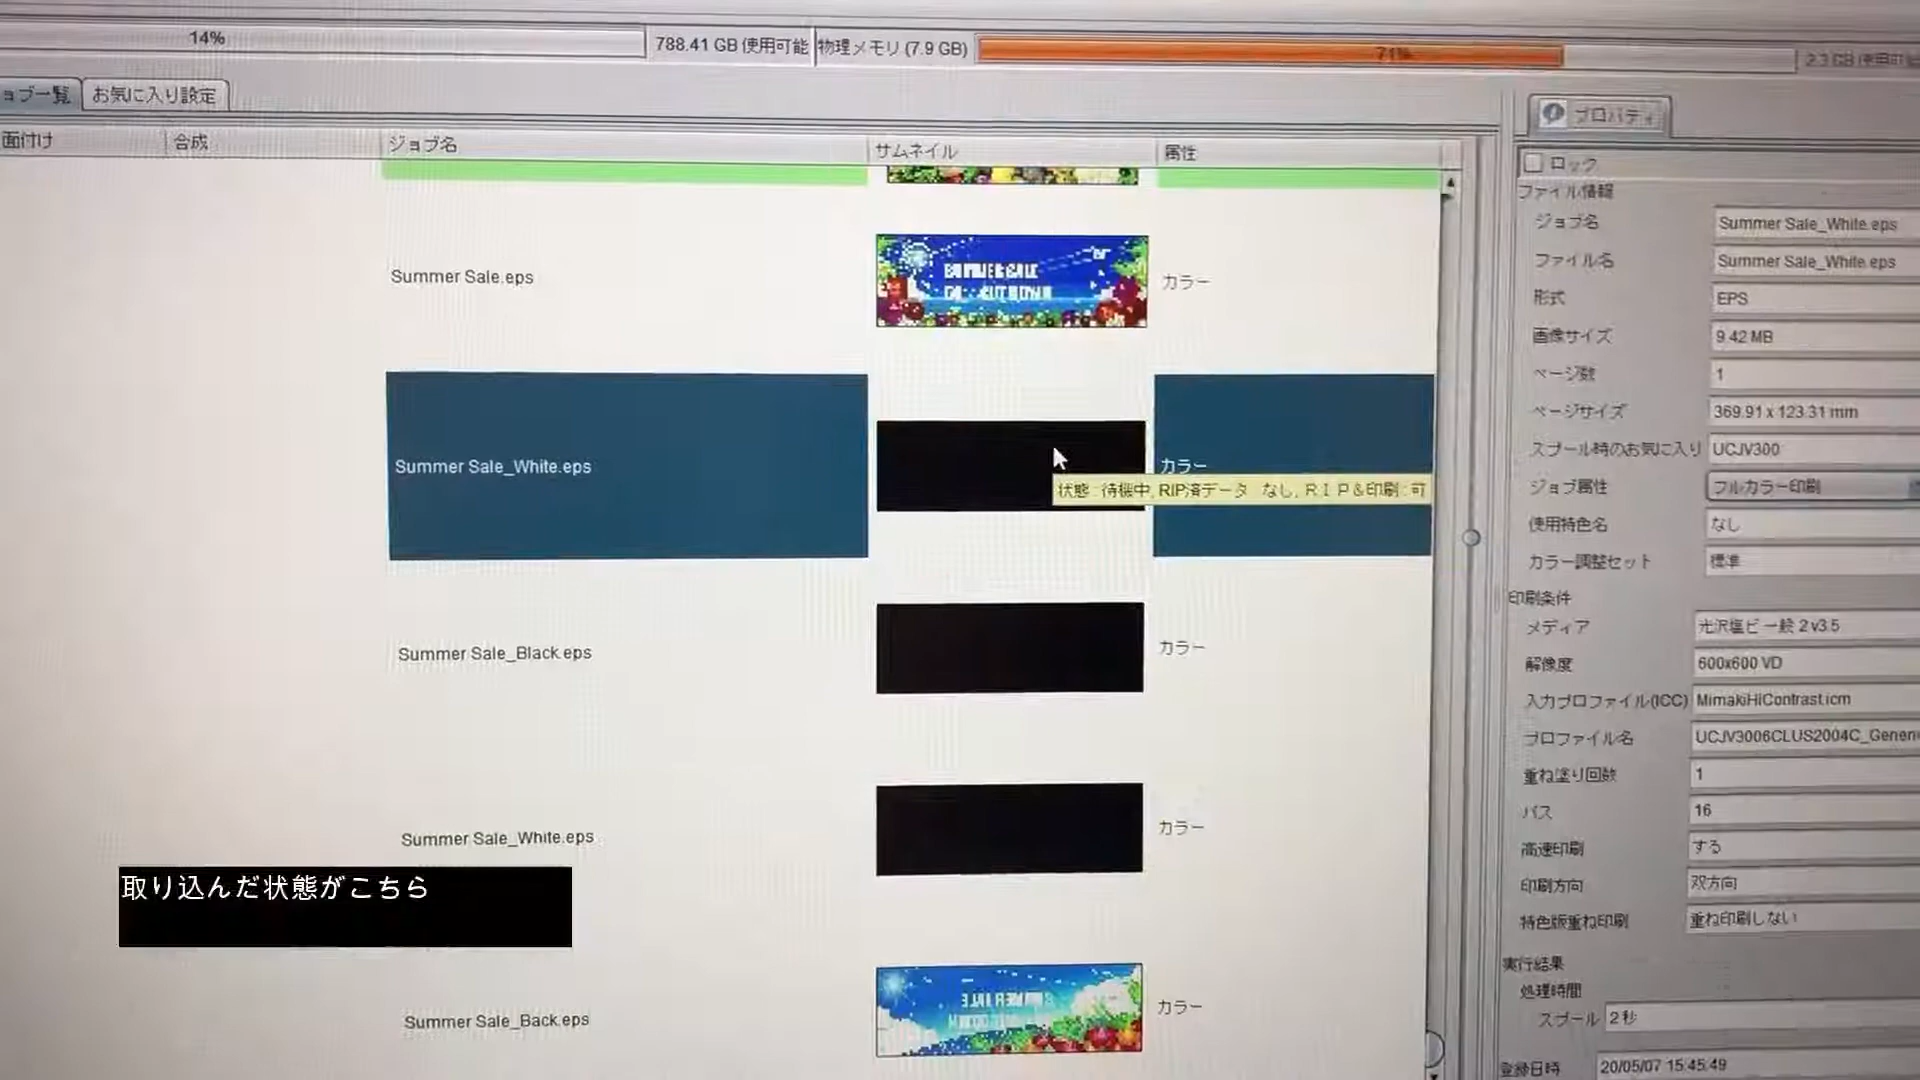 14%
788.41 GB 使用可能
物理メモリ (7.9 GB)
71%
2.3 GB 使用可能
ョブ一覧
お気に入り設定
プロパティ
面付け
合成
ジョブ名
サムネイル
属性
Summer Sale.eps
カラー
Summer Sale_White.eps
カラー
状態 : 待機中, RIP済データ なし, ＲＩＰ＆印刷 : 可
Summer Sale_Black.eps
カラー
Summer Sale_White.eps
カラー
取り込んだ状態がこちら
Summer Sale_Back.eps
カラー
ロック
ファイル情報
ジョブ名 Summer Sale_White.eps
ファイル名 Summer Sale_White.eps
形式 EPS
画像サイズ 9.42 MB
ページ数 1
ページサイズ 369.91 x 123.31 mm
スプール時のお気に入り UCJV300
ジョブ属性 フルカラー印刷
使用特色名 なし
カラー調整セット 標準
印刷条件
メディア 光沢塩ビ 一絵 2 v3.5
解像度 600x600 VD
入力プロファイル(ICC) MimakiHiContrast.icm
プロファイル名 UCJV3006CLUS2004C_Generi
重ね塗り回数 1
パス 16
高速印刷 する
印刷方向 双方向
特色版重ね印刷 重ね印刷しない
実行結果
処理時間
スプール 2秒
登録日時 20/05/07 15:45:49